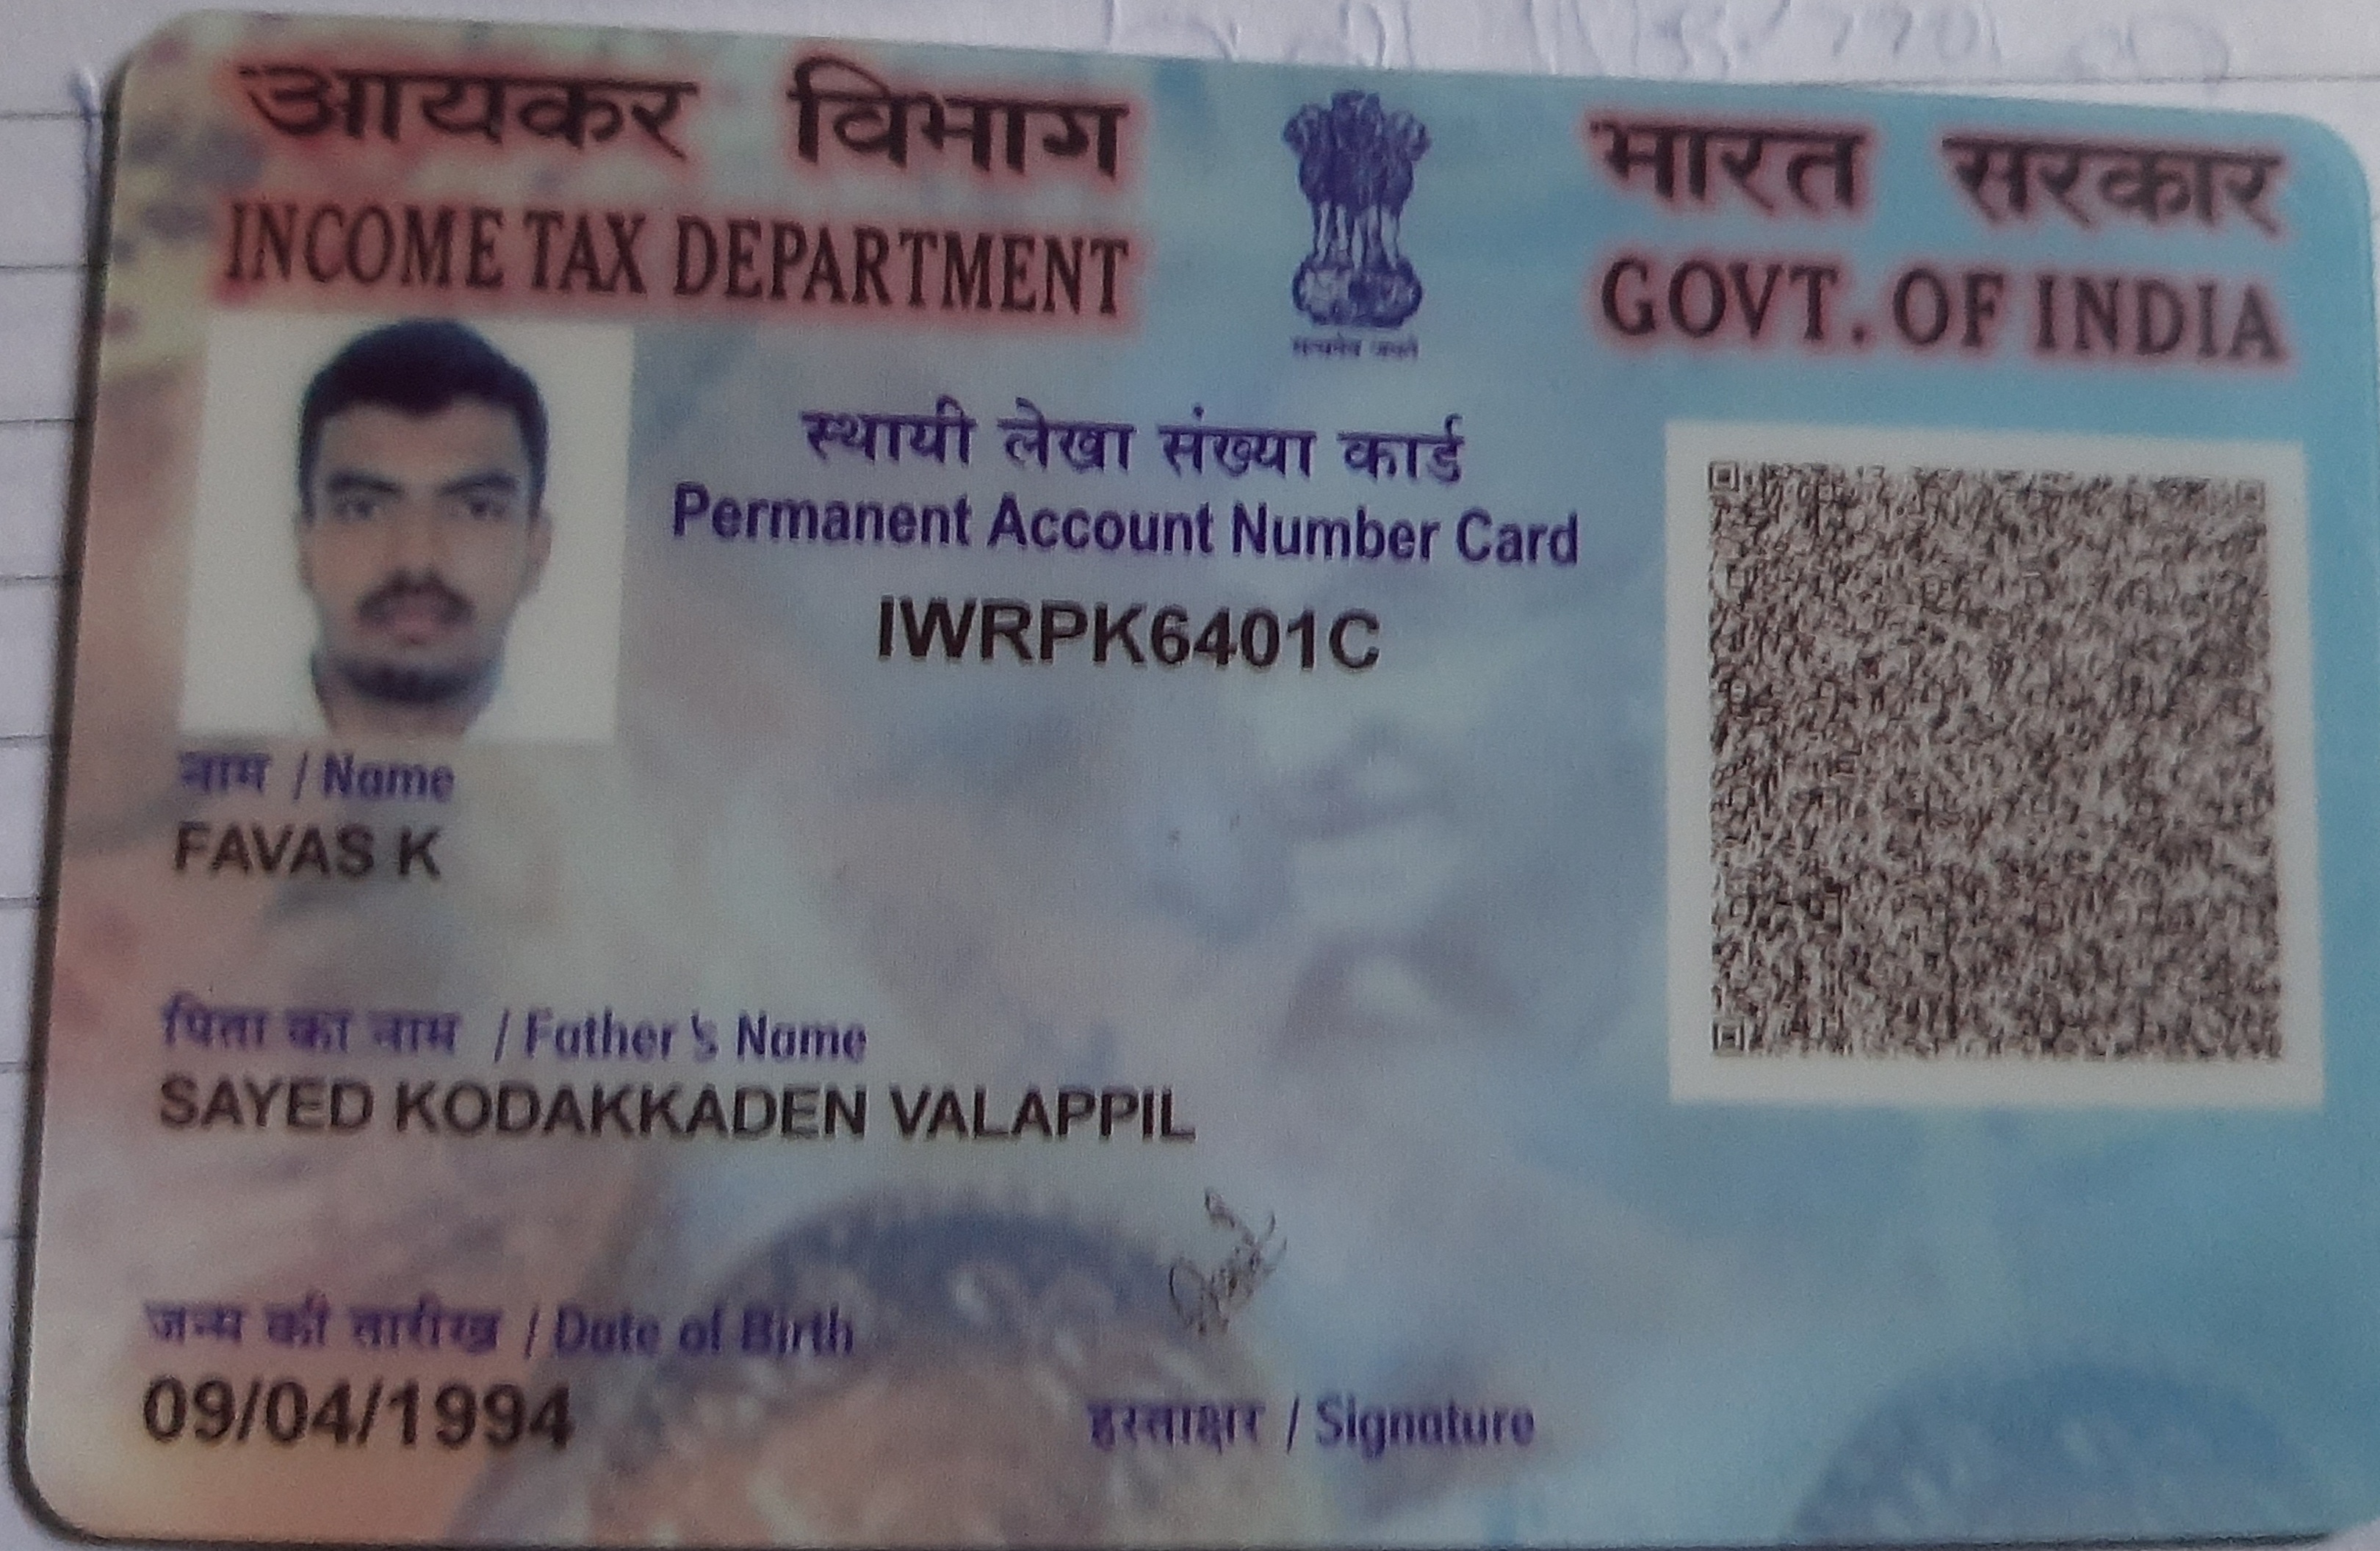 आयकर विभाग
INCOME TAX DEPARTMENT
भारत सरकार
GOVT. OF INDIA
सत्यमेव जयते
स्थायी लेखा संख्या कार्ड
Permanent Account Number Card
IWRPK6401C
नाम / Name
FAVAS K
पिता का नाम / Father's Name
SAYED KODAKKADEN VALAPPIL
जन्म की तारीख / Date of Birth
09/04/1994
हस्ताक्षर / Signature